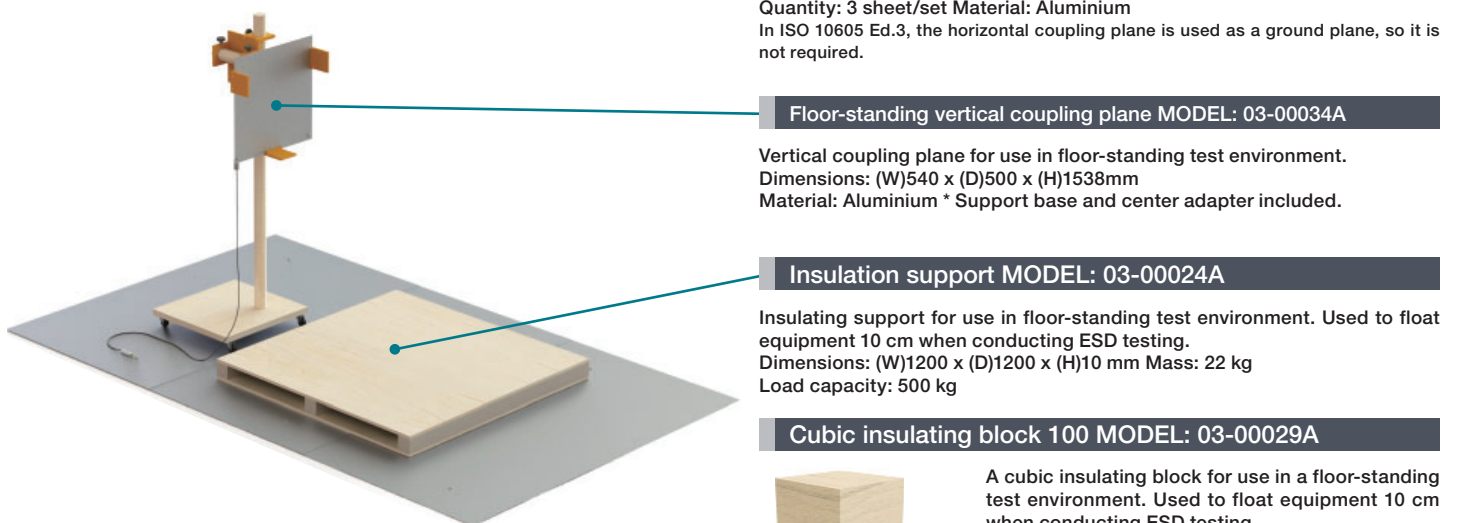 Quantity: 3 sheet/set Material: Aluminium
In ISO 10605 Ed.3, the horizontal coupling plane is used as a ground plane, so it is
not required.
Floor-standing vertical coupling plane MODEL: 03-00034A
Vertical coupling plane for use in floor-standing test environment.
Dimensions: (W)540 x (D)500 x (H)1538mm
Material: Aluminium * Support base and center adapter included.
Insulation support MODEL: 03-00024A
Insulating support for use in floor-standing test environment. Used to float
equipment 10 cm when conducting ESD testing.
Dimensions: (W)1200 x (D)1200 x (H)10 mm Mass: 22 kg
Load capacity: 500 kg
Cubic insulating block 100 MODEL: 03-00029A
A cubic insulating block for use in a floor-standing
test environment. Used to float equipment 10 cm
when conducting ESD testing